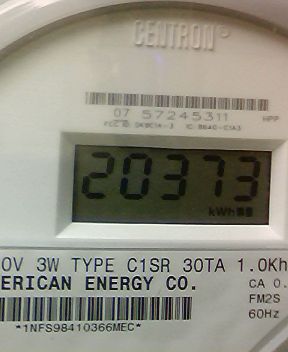 CENTRON®
07 57245311
HPP
20373
kWh
0V 3W TYPE C1SR 30TA 1.0Kh
ERICAN ENERGY CO.
CA 0.
FM2S
60Hz
*1NFS98410366MEC*